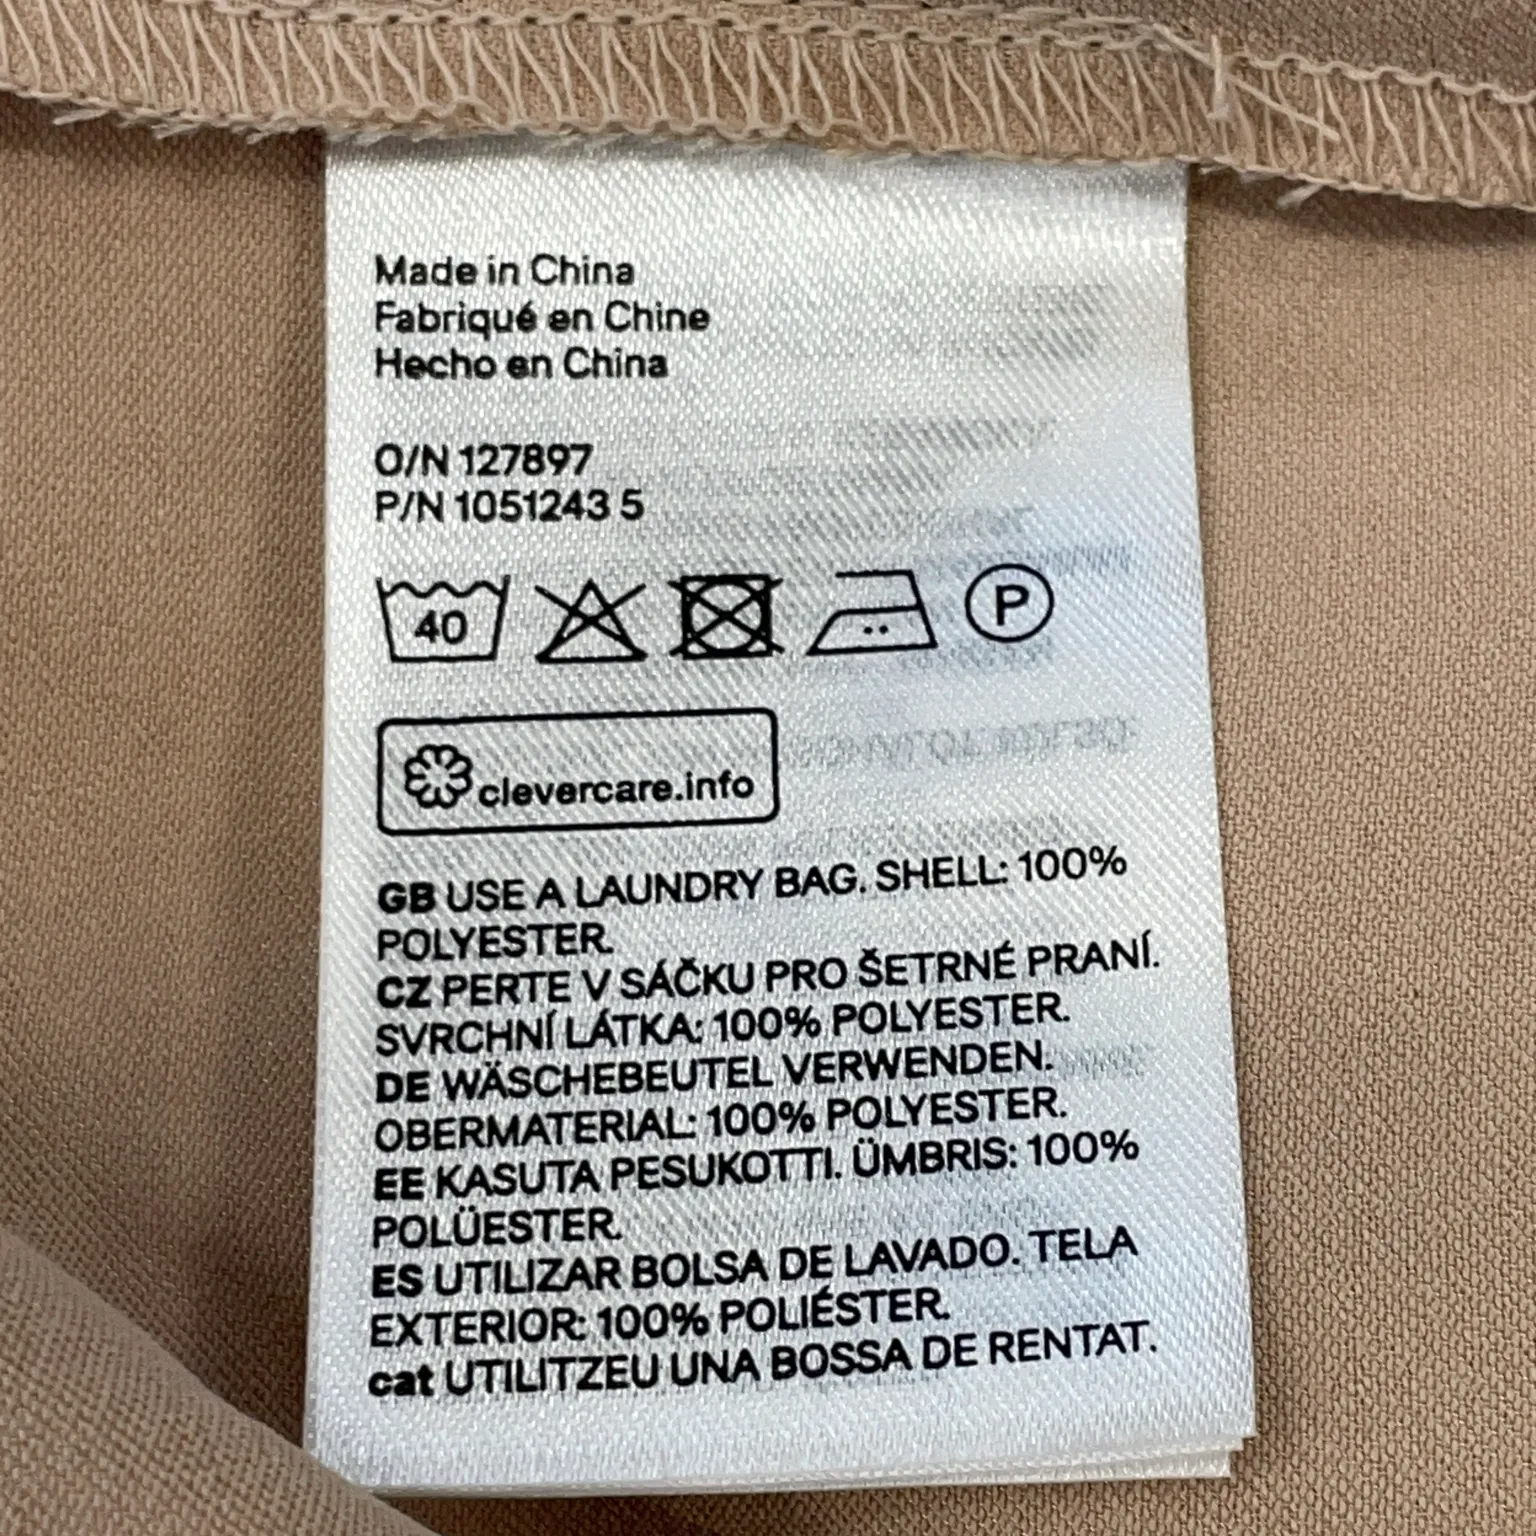 Made in China
Fabriqué en Chine
Hecho en China
O/N 127897
P/N 1051243 5
40
P
clevercare.info
GB USE A LAUNDRY BAG. SHELL: 100%
POLYESTER.
CZ PERTE V SÁČKU PRO ŠETRNÉ PRANÍ.
SVRCHNÍ LÁTKA: 100% POLYESTER.
DE WÄSCHEBEUTEL VERWENDEN.
OBERMATERIAL: 100% POLYESTER.
EE KASUTA PESUKOTTI. ÜMBRIS: 100%
POLÜESTER.
ES UTILIZAR BOLSA DE LAVADO. TELA
EXTERIOR: 100% POLIÉSTER.
cat UTILITZEU UNA BOSSA DE RENTAT.